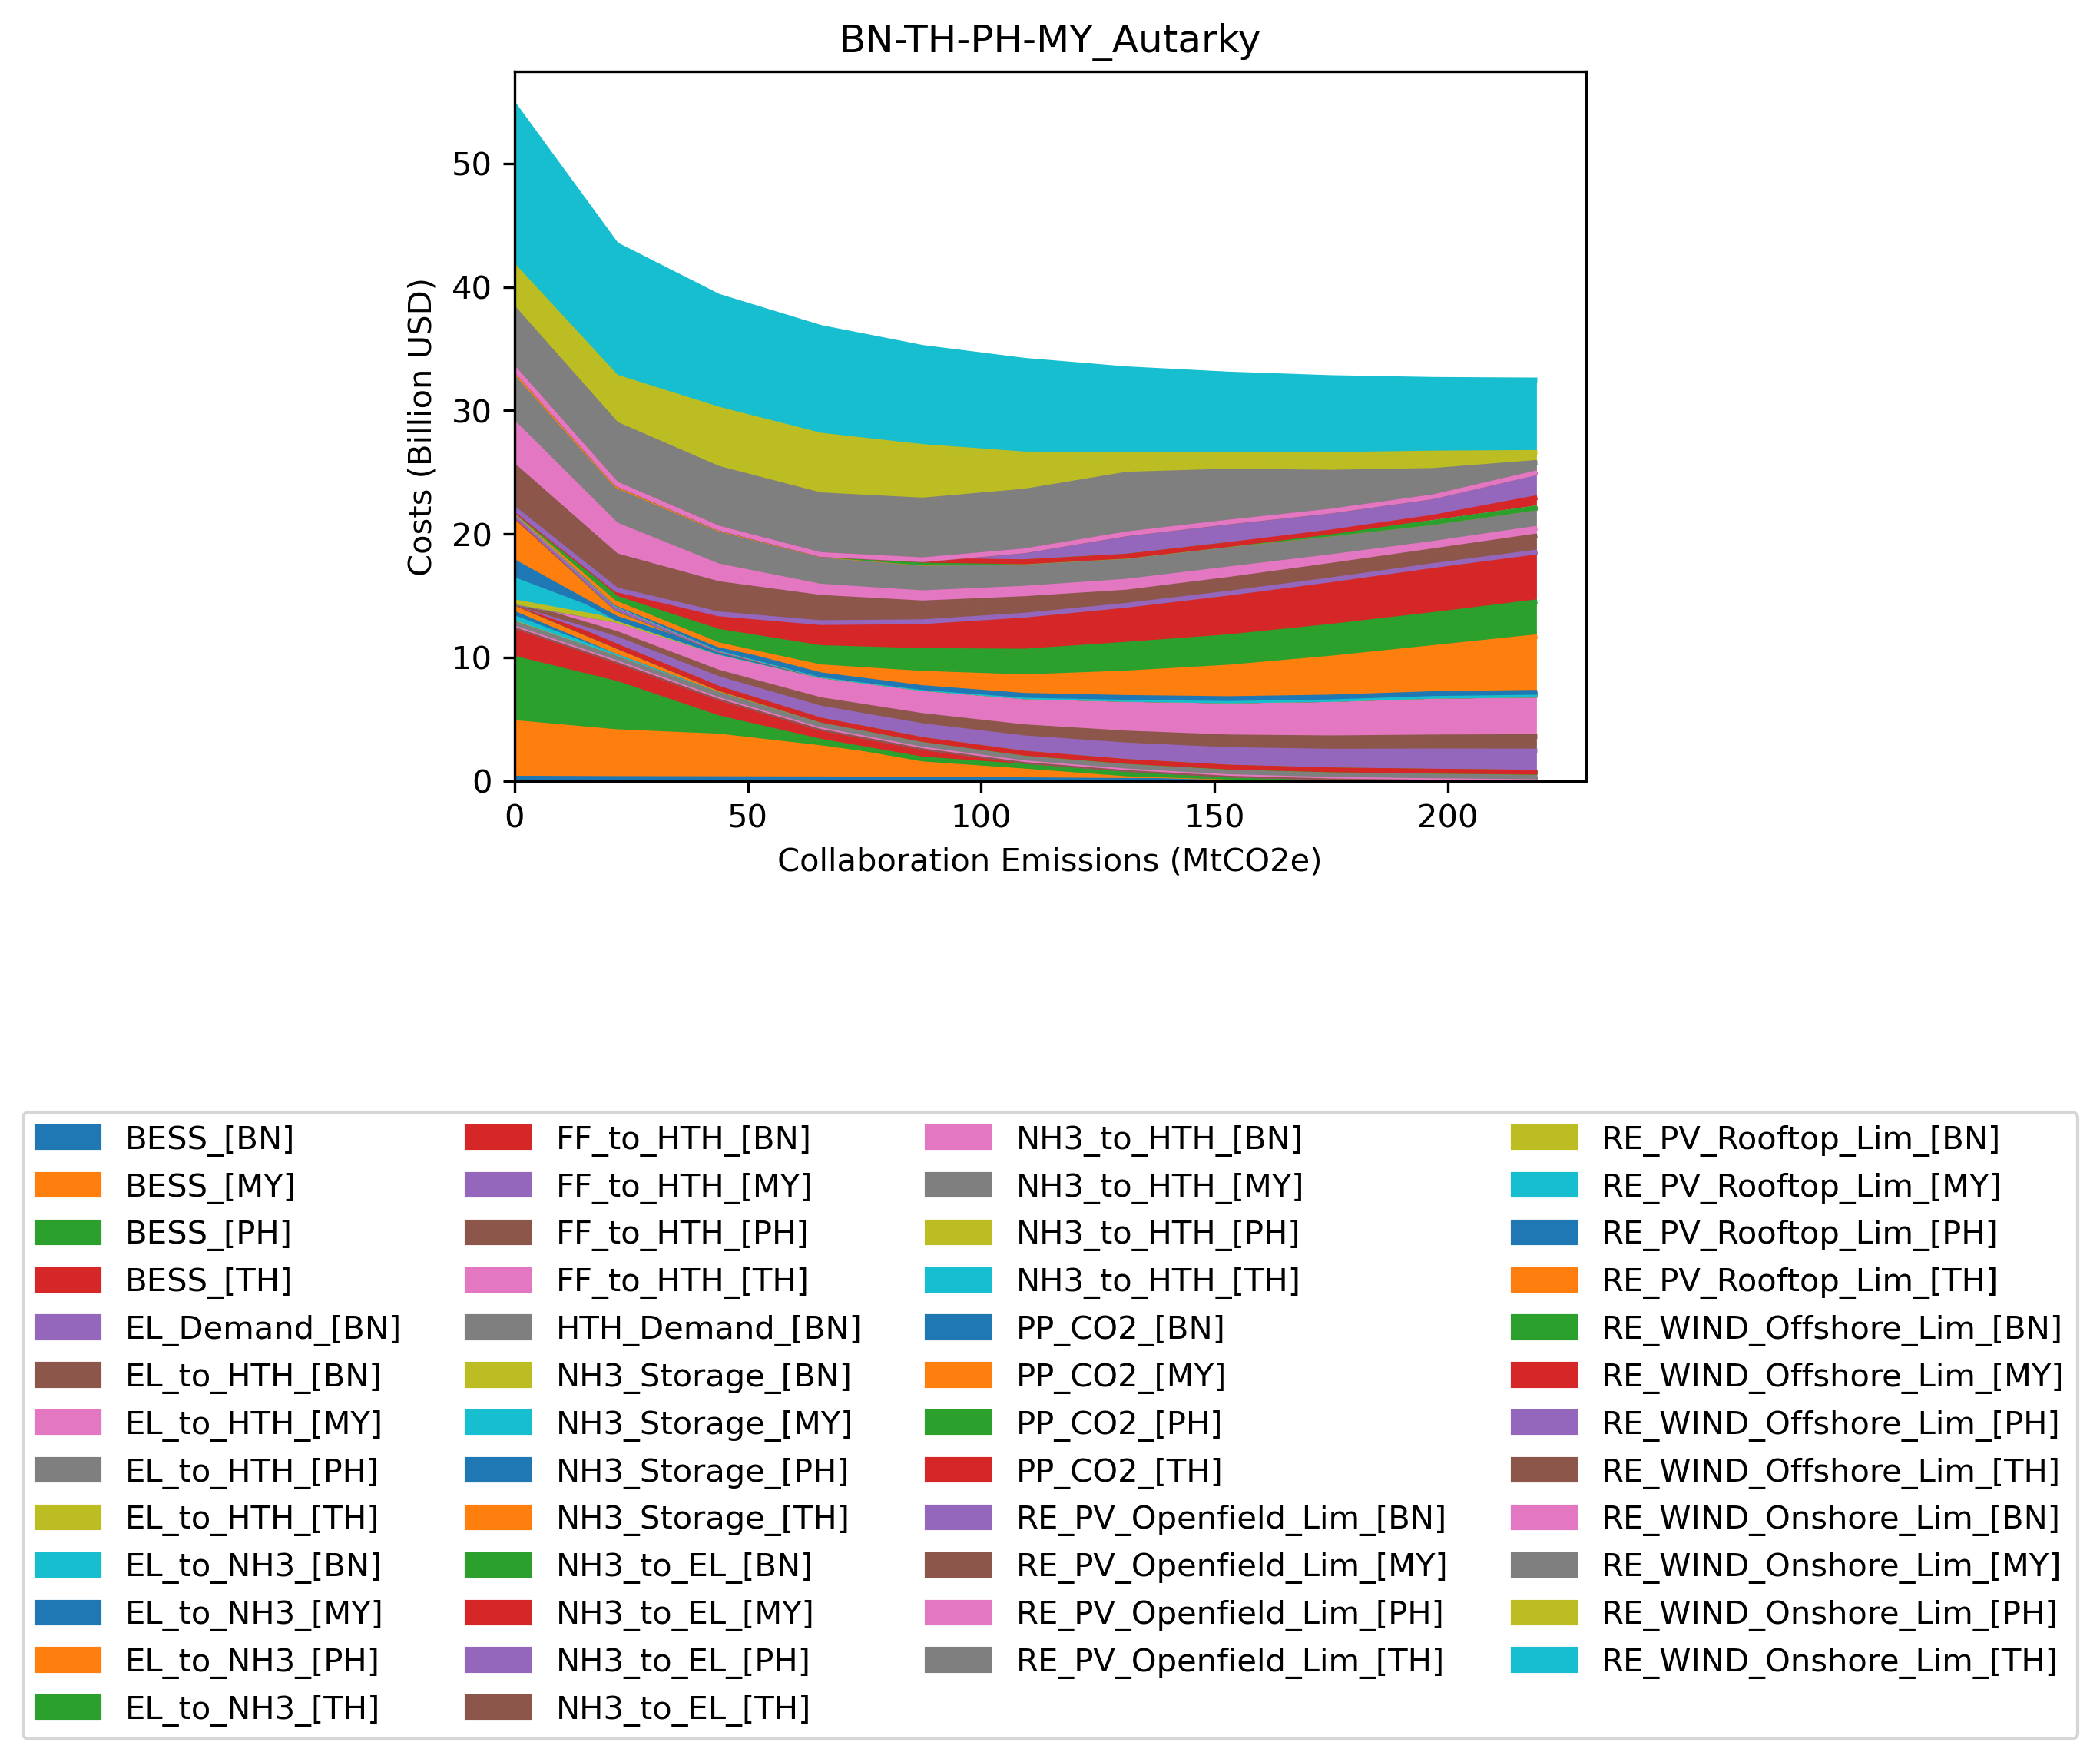 BN-TH-PH-MY_Autarky
50
40
30
20
10
0
Costs (Billion USD)
0 50 100 150 200
Collaboration Emissions (MtCO2e)
BESS_[BN]
BESS_[MY]
BESS_[PH]
BESS_[TH]
EL_Demand_[BN]
EL_to_HTH_[BN]
EL_to_HTH_[MY]
EL_to_HTH_[PH]
EL_to_HTH_[TH]
EL_to_NH3_[BN]
EL_to_NH3_[MY]
EL_to_NH3_[PH]
EL_to_NH3_[TH]
FF_to_HTH_[BN]
FF_to_HTH_[MY]
FF_to_HTH_[PH]
FF_to_HTH_[TH]
HTH_Demand_[BN]
NH3_Storage_[BN]
NH3_Storage_[MY]
NH3_Storage_[PH]
NH3_Storage_[TH]
NH3_to_EL_[BN]
NH3_to_EL_[MY]
NH3_to_EL_[PH]
NH3_to_EL_[TH]
NH3_to_HTH_[BN]
NH3_to_HTH_[MY]
NH3_to_HTH_[PH]
NH3_to_HTH_[TH]
PP_CO2_[BN]
PP_CO2_[MY]
PP_CO2_[PH]
PP_CO2_[TH]
RE_PV_Openfield_Lim_[BN]
RE_PV_Openfield_Lim_[MY]
RE_PV_Openfield_Lim_[PH]
RE_PV_Openfield_Lim_[TH]
RE_PV_Rooftop_Lim_[BN]
RE_PV_Rooftop_Lim_[MY]
RE_PV_Rooftop_Lim_[PH]
RE_PV_Rooftop_Lim_[TH]
RE_WIND_Offshore_Lim_[BN]
RE_WIND_Offshore_Lim_[MY]
RE_WIND_Offshore_Lim_[PH]
RE_WIND_Offshore_Lim_[TH]
RE_WIND_Onshore_Lim_[BN]
RE_WIND_Onshore_Lim_[MY]
RE_WIND_Onshore_Lim_[PH]
RE_WIND_Onshore_Lim_[TH]